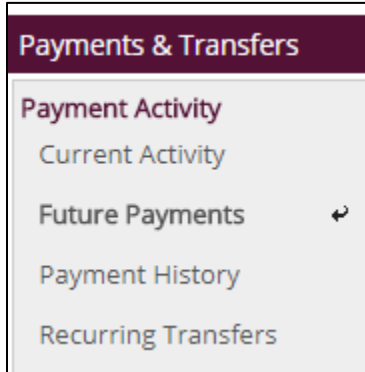 Payments & Transfers
Payment Activity
Current Activity
Future Payments
Payment History
Recurring Transfers